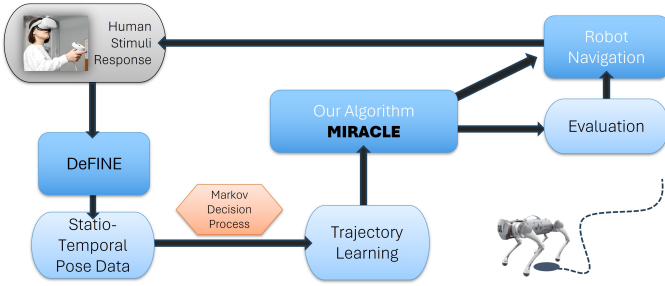 Human
Stimuli
Response
DeFINE
Statio-
Temporal
Pose Data
Markov
Decision
Process
Trajectory
Learning
Our Algorithm
MIRACLE
Evaluation
Robot
Navigation